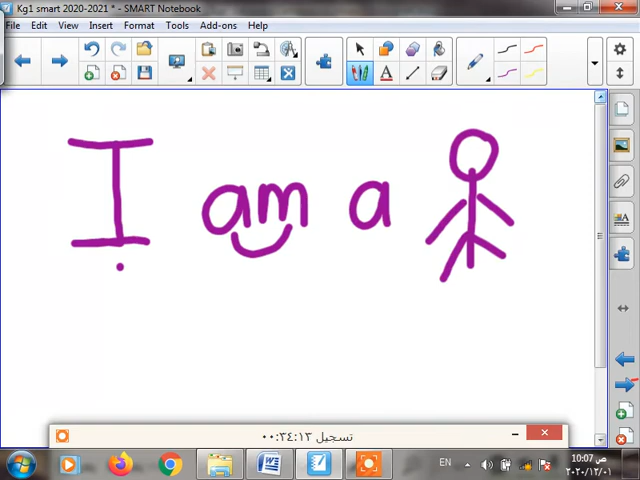 Kg1 smart 2020-2021 * - SMART Notebook
File Edit View Insert Format Tools Add-ons Help
I am a
تسجيل ٠٠:٣٤:١٣
EN
10:07 ص
٢٠٢٠/١٢/٠١